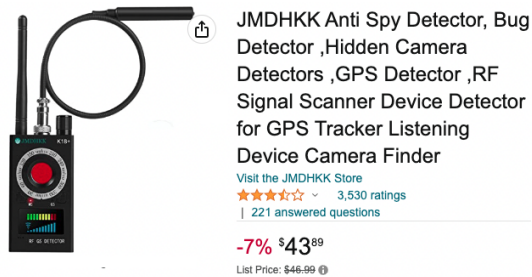 JMDHKK Anti Spy Detector, Bug
Detector ,Hidden Camera
Detectors ,GPS Detector ,RF
Signal Scanner Device Detector
for GPS Tracker Listening
Device Camera Finder
Visit the JMDHKK Store
3,530 ratings
| 221 answered questions
-7% $43 89
List Price: $46.99
JMDHKK K18+
RF GS DETECTOR